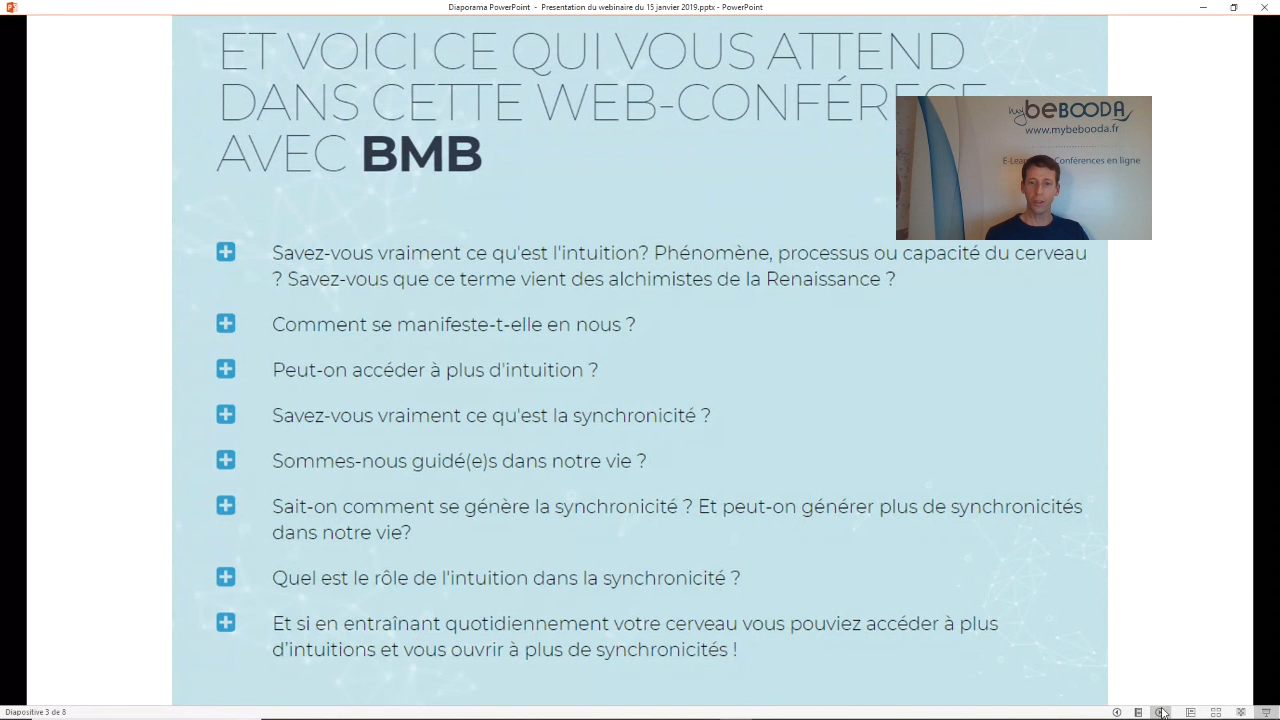 Diaporama PowerPoint - Presentation du webinaire du 15 janvier 2019.pptx - PowerPoint
ET VOICI CE QUI VOUS ATTEND
DANS CETTE WEB-CONFÉRECE
AVEC BMB
my beBOODA
www.mybebooda.fr
Conférences en ligne
Savez-vous vraiment ce qu'est l'intuition? Phénomène, processus ou capacité du cerveau
? Savez-vous que ce terme vient des alchimistes de la Renaissance ?
Comment se manifeste-t-elle en nous ?
Peut-on accéder à plus d'intuition ?
Savez-vous vraiment ce qu'est la synchronicité ?
Sommes-nous guidé(e)s dans notre vie ?
Sait-on comment se génère la synchronicité ? Et peut-on générer plus de synchronicités
dans notre vie?
Quel est le rôle de l'intuition dans la synchronicité ?
Et si en entraînant quotidiennement votre cerveau vous pouviez accéder à plus
d'intuitions et vous ouvrir à plus de synchronicités !
Diapositive 3 de 8